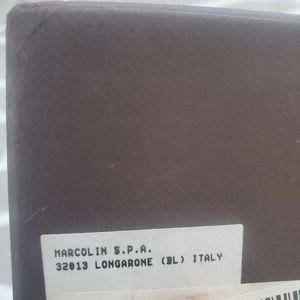 MARCOLIN S.P.A.
32013 LONGARONE (BL) ITALY